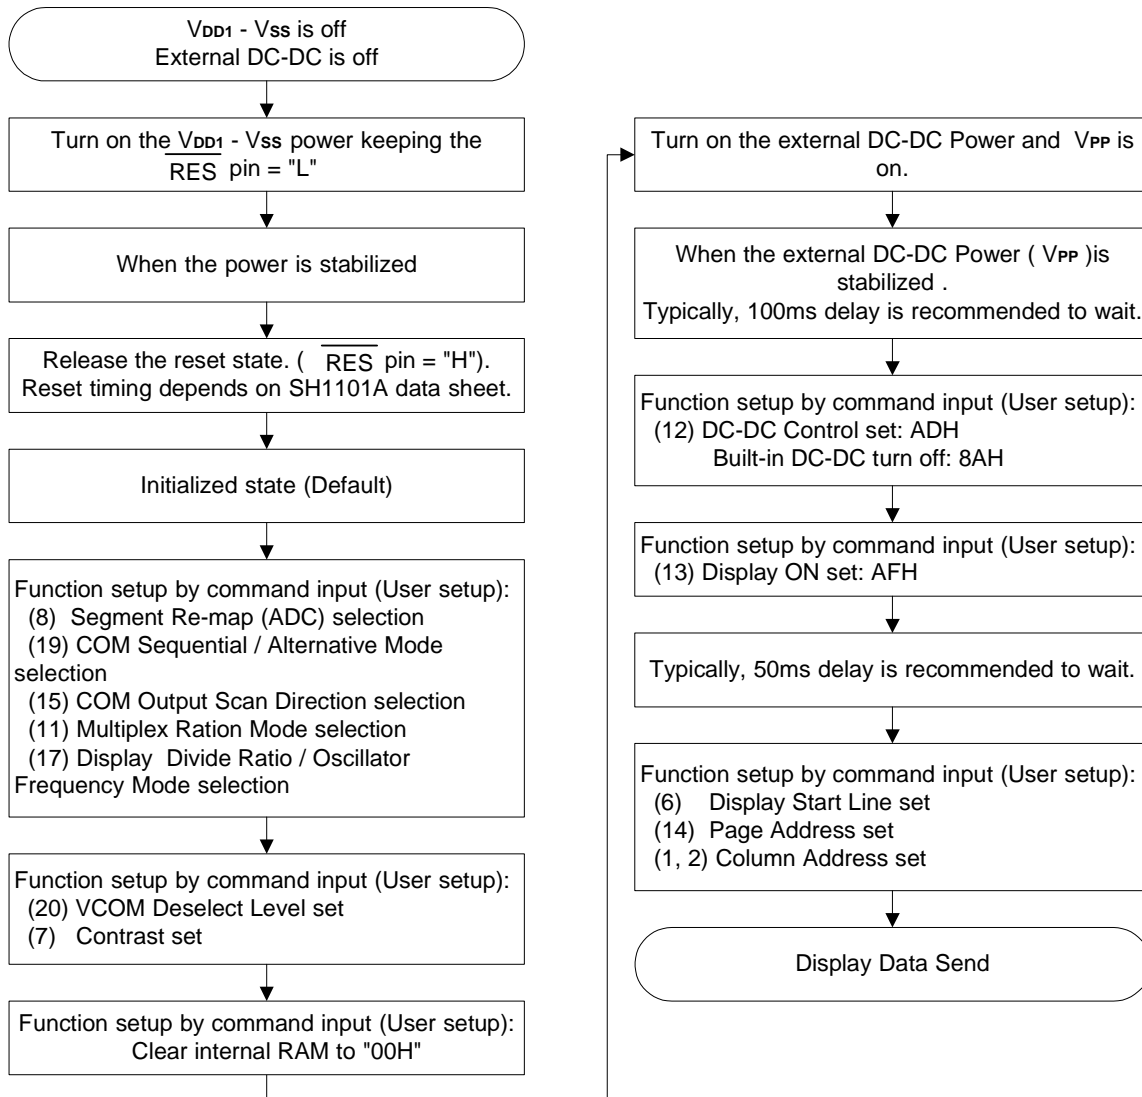 VDD1 - VSS is off
External DC-DC is off
Turn on the VDD1 - VSS power keeping the
RES pin = "L"
When the power is stabilized
Release the reset state. ( RES pin = "H").
Reset timing depends on SH1101A data sheet.
Initialized state (Default)
Function setup by command input (User setup):
(8) Segment Re-map (ADC) selection
(19) COM Sequential / Alternative Mode
selection
(15) COM Output Scan Direction selection
(11) Multiplex Ration Mode selection
(17) Display Divide Ratio / Oscillator
Frequency Mode selection
Function setup by command input (User setup):
(20) VCOM Deselect Level set
(7) Contrast set
Function setup by command input (User setup):
Clear internal RAM to "00H"
Turn on the external DC-DC Power and VPP is
on.
When the external DC-DC Power ( VPP )is
stabilized .
Typically, 100ms delay is recommended to wait.
Function setup by command input (User setup):
(12) DC-DC Control set: ADH
Built-in DC-DC turn off: 8AH
Function setup by command input (User setup):
(13) Display ON set: AFH
Typically, 50ms delay is recommended to wait.
Function setup by command input (User setup):
(6) Display Start Line set
(14) Page Address set
(1, 2) Column Address set
Display Data Send